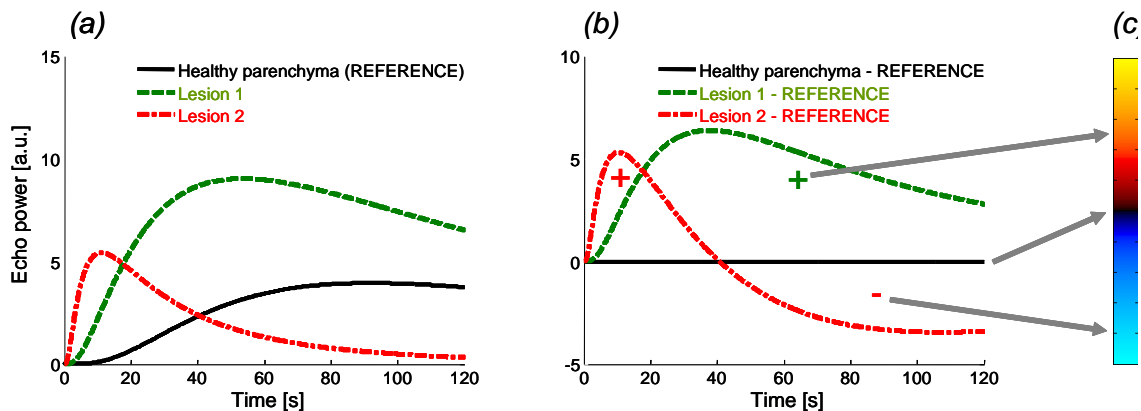 (a)
15
10
5
0
0 20 40 60 80 100 120
Echo power [a.u.]
Time [s]
Healthy parenchyma (REFERENCE)
Lesion 1
Lesion 2
(b)
10
5
0
-5
0 20 40 60 80 100 120
Time [s]
Healthy parenchyma - REFERENCE
Lesion 1 - REFERENCE
Lesion 2 - REFERENCE
+
+
-
(c)